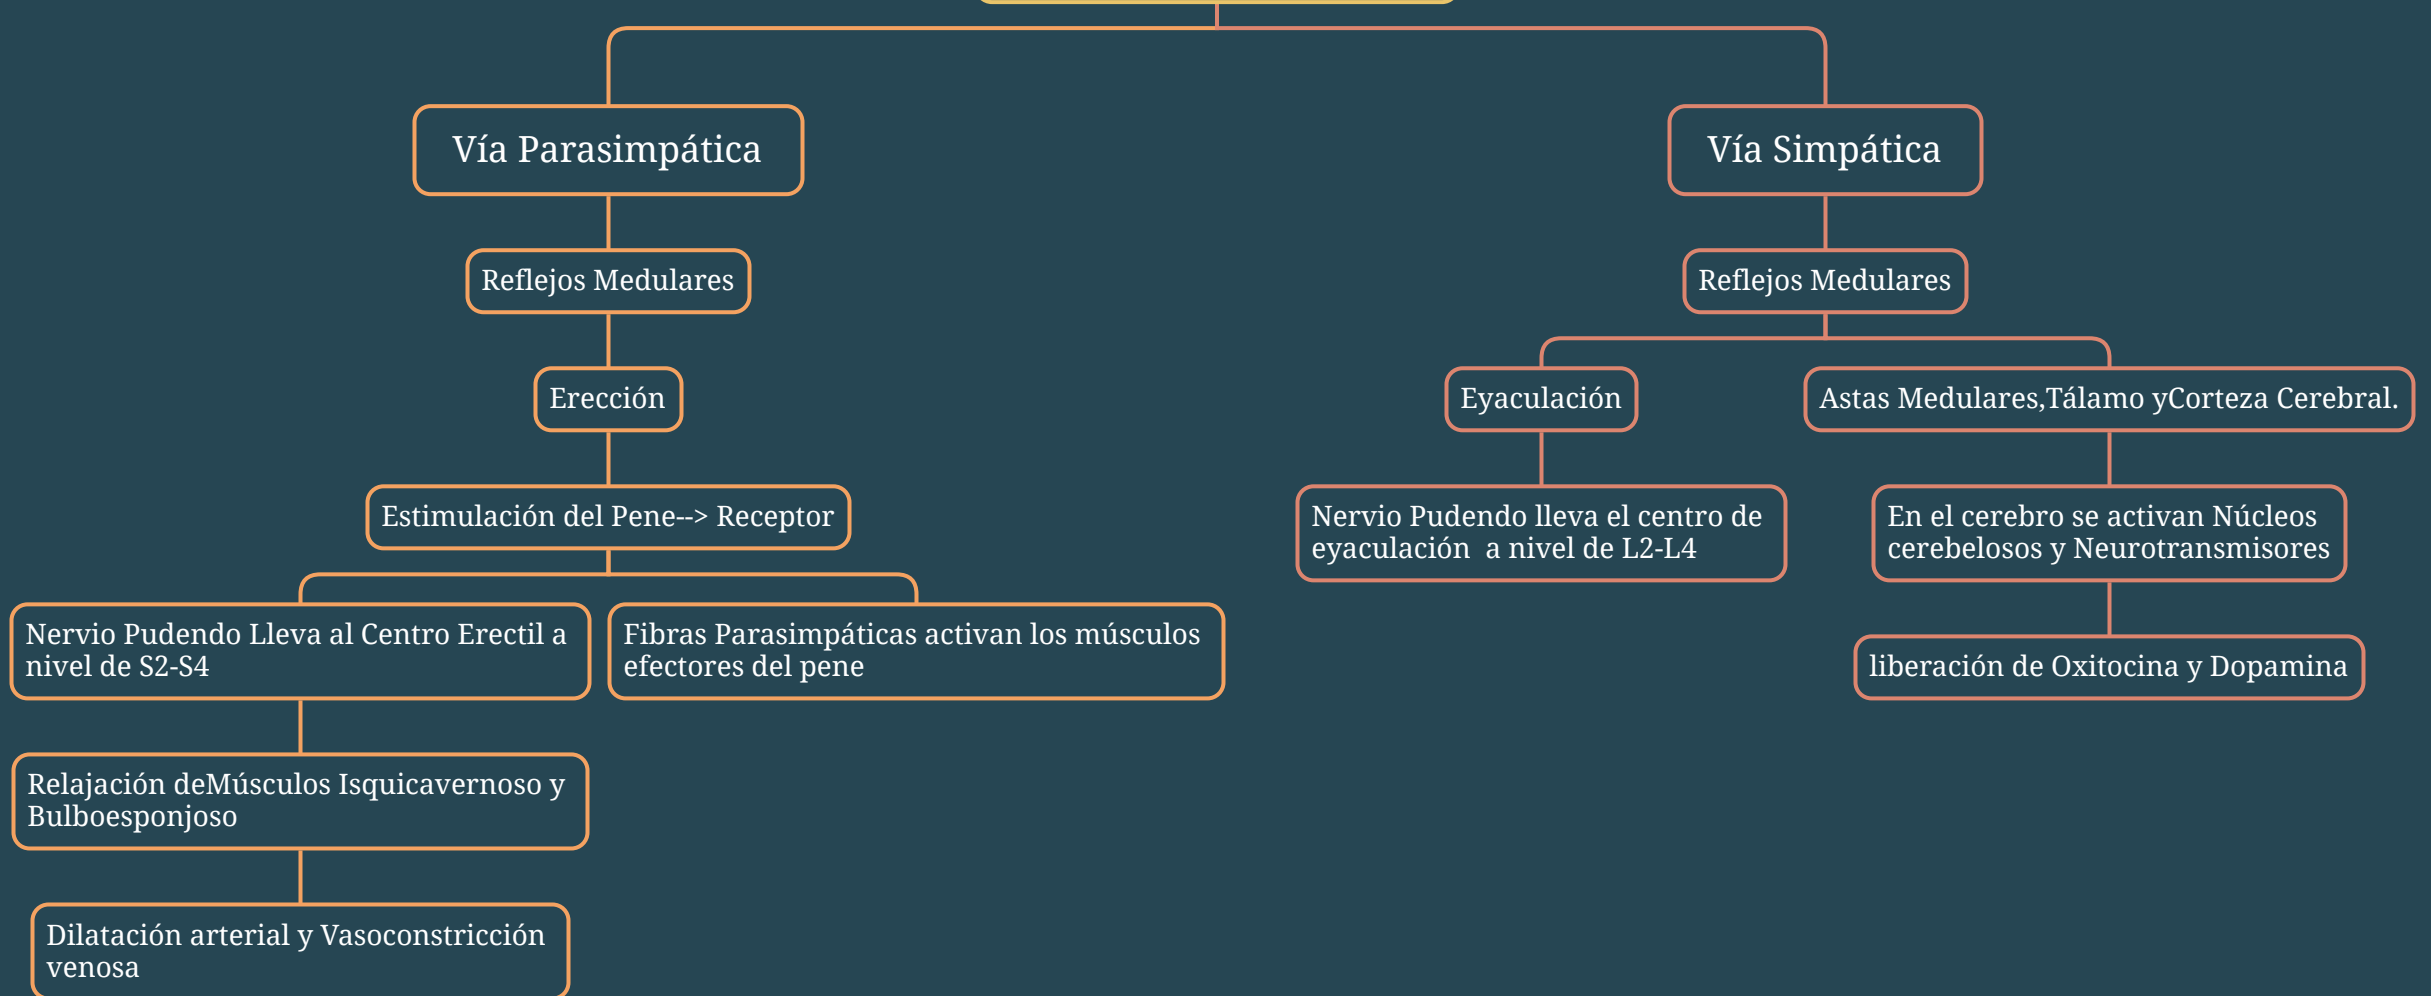 Vía Parasimpática
Vía Simpática
Reflejos Medulares
Reflejos Medulares
Erección
Eyaculación
Astas Medulares,Tálamo yCorteza Cerebral.
Estimulación del Pene--> Receptor
Nervio Pudendo lleva el centro de
eyaculación  a nivel de L2-L4
En el cerebro se activan Núcleos
cerebelosos y Neurotransmisores
Nervio Pudendo Lleva al Centro Erectil a
nivel de S2-S4
Fibras Parasimpáticas activan los músculos
efectores del pene
liberación de Oxitocina y Dopamina
Relajación deMúsculos Isquicavernoso y
Bulboesponjoso
Dilatación arterial y Vasoconstricción
venosa